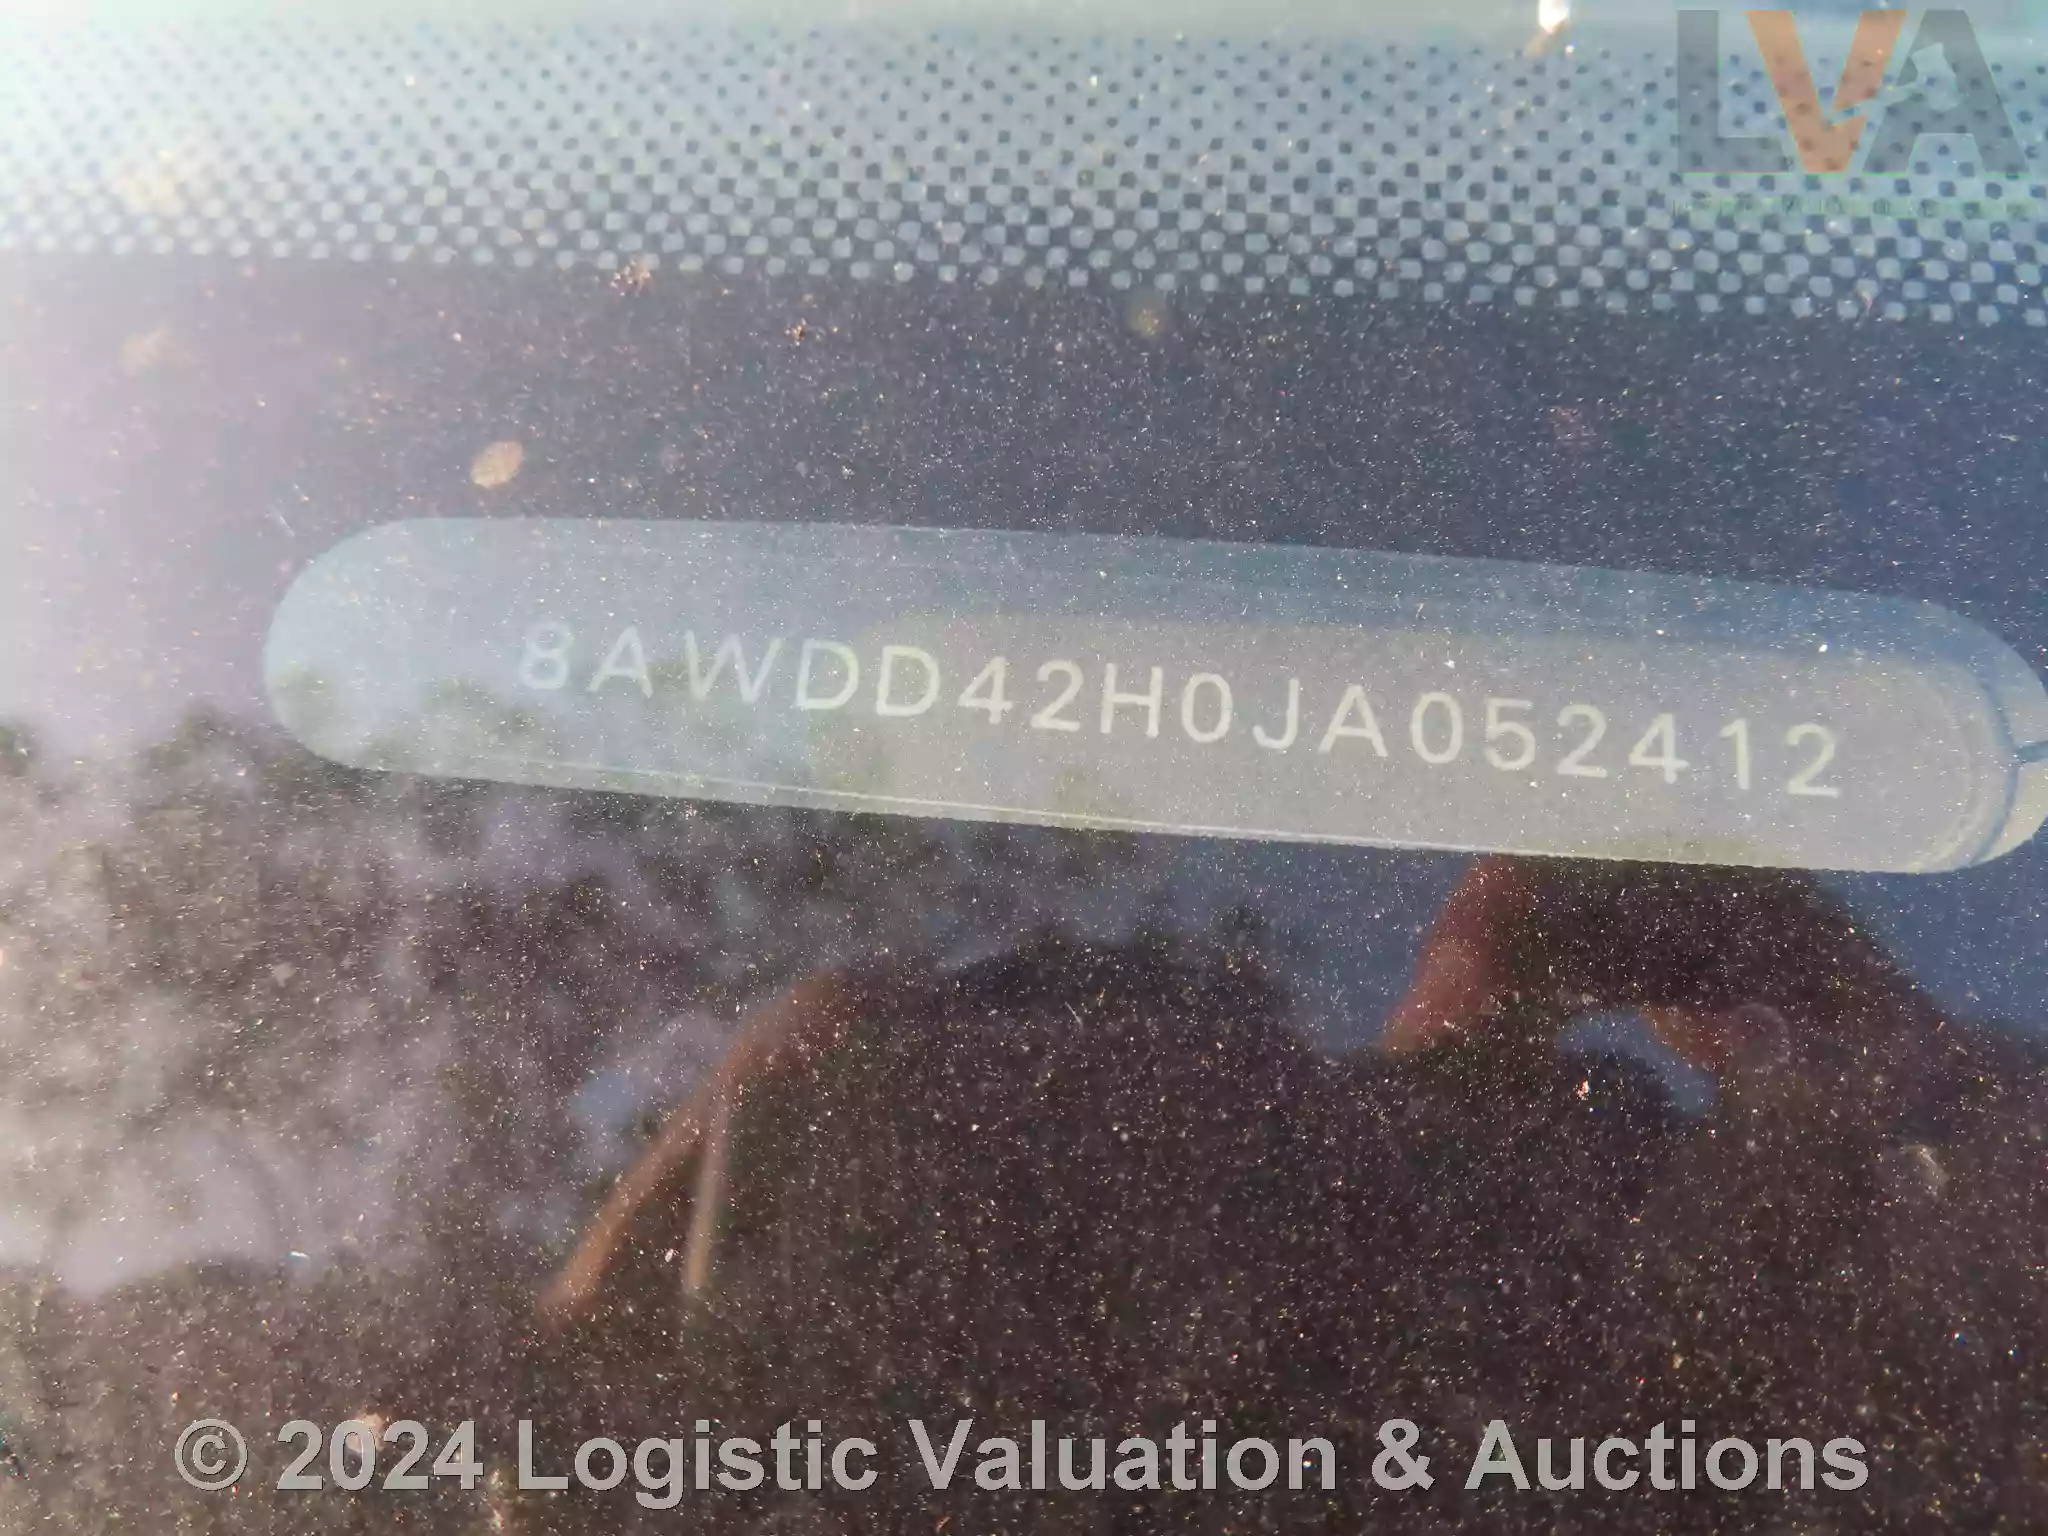 LVA
8AWDD42H0JA052412
© 2024 Logistic Valuation & Auctions